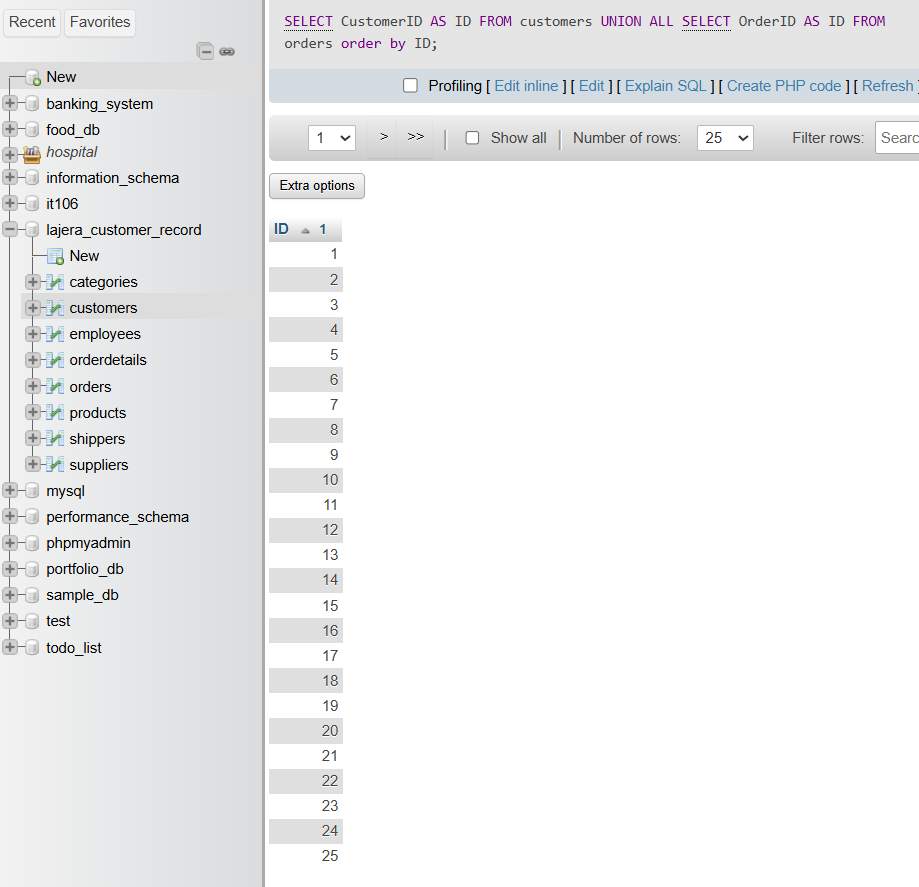 Recent Favorites
New
banking_system
food_db
hospital
information_schema
it106
lajera_customer_record
New
categories
customers
employees
orderdetails
orders
products
shippers
suppliers
mysql
performance_schema
phpmyadmin
portfolio_db
sample_db
test
todo_list
SELECT CustomerID AS ID FROM customers UNION ALL SELECT OrderID AS ID FROM
orders order by ID;
Profiling [ Edit inline ] [ Edit ] [ Explain SQL ] [ Create PHP code ] [ Refresh ]
1 > >> Show all Number of rows: 25 Filter rows: Searc
Extra options
ID 1
1
2
3
4
5
6
7
8
9
10
11
12
13
14
15
16
17
18
19
20
21
22
23
24
25